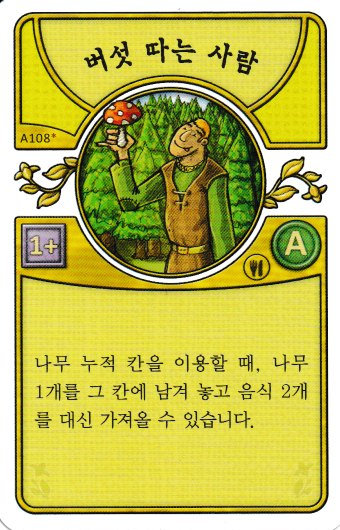 버섯 따는 사람
A108*
1+
A
나무 누적 칸을 이용할 때, 나무
1개를 그 칸에 남겨 놓고 음식 2개
를 대신 가져올 수 있습니다.